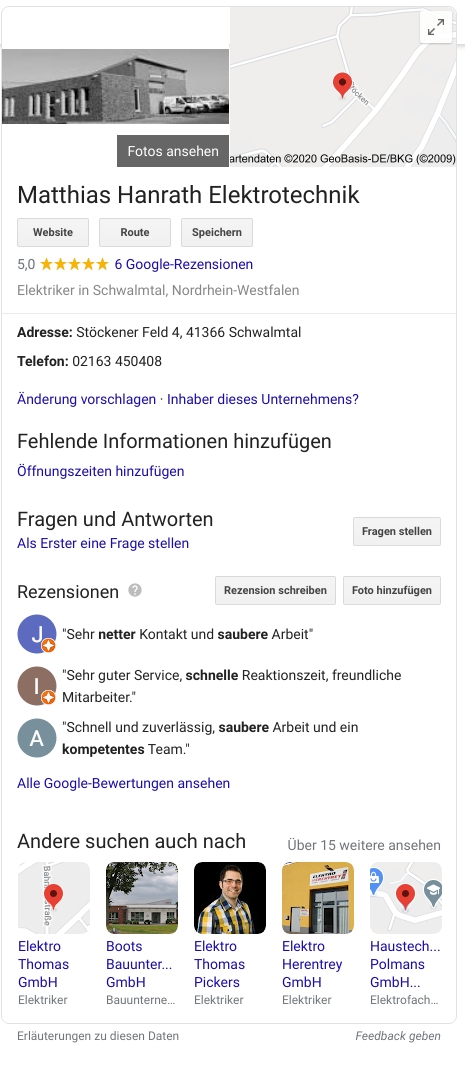 Stöcken
Fotos ansehen
artendaten ©2020 GeoBasis-DE/BKG (©2009)
Matthias Hanrath Elektrotechnik
Website Route Speichern
5,0 ★★★★★ 6 Google-Rezensionen
Elektriker in Schwalmtal, Nordrhein-Westfalen
Adresse: Stöckener Feld 4, 41366 Schwalmtal
Telefon: 02163 450408
Änderung vorschlagen · Inhaber dieses Unternehmens?
Fehlende Informationen hinzufügen
Öffnungszeiten hinzufügen
Fragen und Antworten
Fragen stellen
Als Erster eine Frage stellen
Rezensionen ? Rezension schreiben Foto hinzufügen
J "Sehr netter Kontakt und saubere Arbeit"
I "Sehr guter Service, schnelle Reaktionszeit, freundliche
Mitarbeiter."
A "Schnell und zuverlässig, saubere Arbeit und ein
kompetentes Team."
Alle Google-Bewertungen ansehen
Andere suchen auch nach Über 15 weitere ansehen
ELEKTRO
Elektro Boots Elektro Elektro Haustech...
Thomas Bauunter... Thomas Herentrey Polmans
GmbH GmbH Pickers GmbH GmbH...
Elektriker Bauunterne... Elektriker Elektriker Elektrofach...
Erläuterungen zu diesen Daten Feedback geben